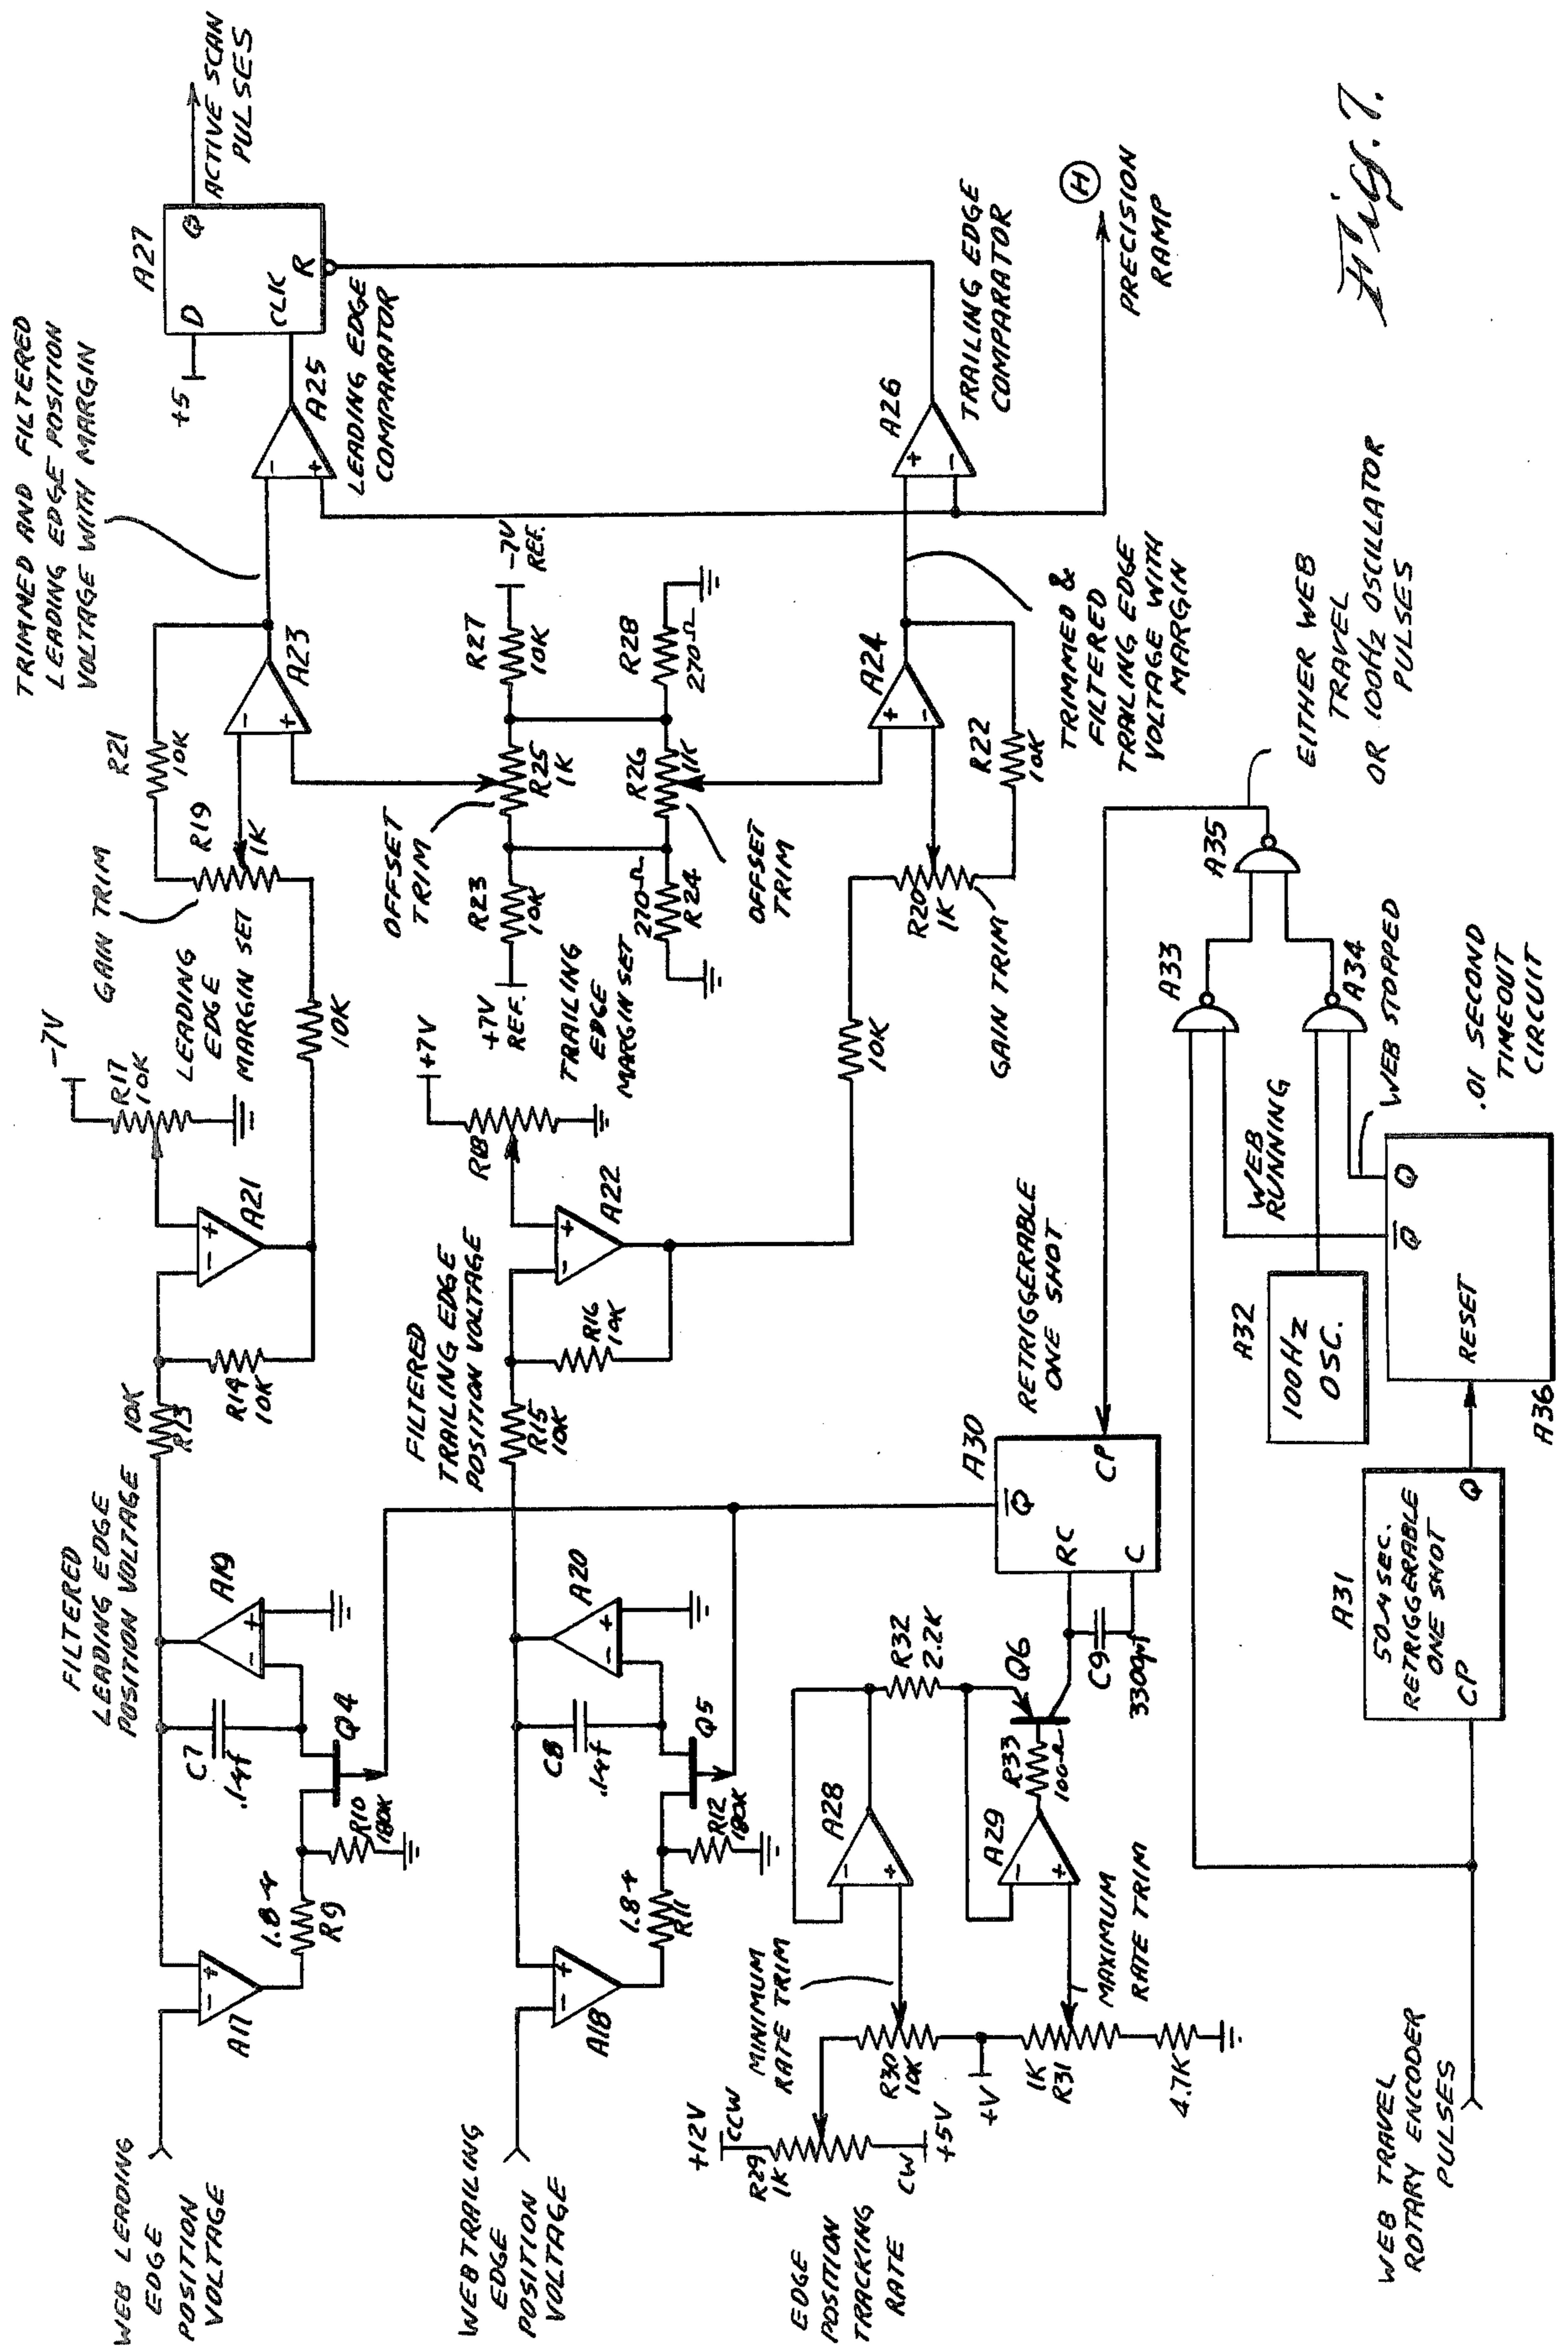 WEB LEADING
EDGE
POSITION
VOLTAGE
A17
-
+
1.8
R9
R10
180K
C7
Q4
A19
-
+
FILTERED
LEADING EDGE
POSITION VOLTAGE
10K
R13
R14
10K
A21
-
+
-7V
R17
10K
LEADING
EDGE
MARGIN SET
10K
GAIN TRIM
R19
1K
R21
10K
A23
-
+
TRIMNED AND FILTERED
LEADING EDGE POSITION
VOLTAGE WITH MARGIN
A25
-
+
LEADING EDGE
COMPARATOR
+5
A27
D
Q
CLK
R
ACTIVE SCAN
PULSES
WEB TRAILING
EDGE
POSITION
VOLTAGE
A18
-
+
1.8
R11
R12
180K
C8
Q5
A20
-
+
FILTERED
TRAILING EDGE
POSITION VOLTAGE
R15
10K
R16
10K
A22
-
+
+7V
R18
TRAILING
EDGE
MARGIN SET
OFFSET
TRIM
+7V
REF.
R23
10K
R25
1K
R27
10K
-7V
REF.
270Ω
R24
R26
1K
R28
270Ω
OFFSET
TRIM
10K
R20
1K
GAIN TRIM
R22
10K
A24
+
-
TRIMMED &
FILTERED
TRAILING EDGE
VOLTAGE WITH
MARGIN
A26
+
-
TRAILING EDGE
COMPARATOR
H
PRECISION
RAMP
EDGE
POSITION
TRACKING
RATE
+12V
CCW
R29
1K
CW
+5V
MINIMUM
RATE TRIM
R30
10K
+V
1K
R31
4.7K
MAXIMUM
RATE TRIM
A28
-
+
A29
-
+
R32
2.2K
R33
Q6
C9
A30
Q̅
RC
CP
C
RETRIGGERABLE
ONE SHOT
EITHER WEB
TRAVEL
OR 100HZ OSCILLATOR
PULSES
A35
A33
A34
WEB
RUNNING
WEB STOPPED
A32
100HZ
OSC.
Q̅
Q
RESET
A36
.01 SECOND
TIMEOUT
CIRCUIT
A31
50μSEC.
RETRIGGERABLE
ONE SHOT
CP
Q
WEB TRAVEL
ROTARY ENCODER
PULSES
Fig. 7.